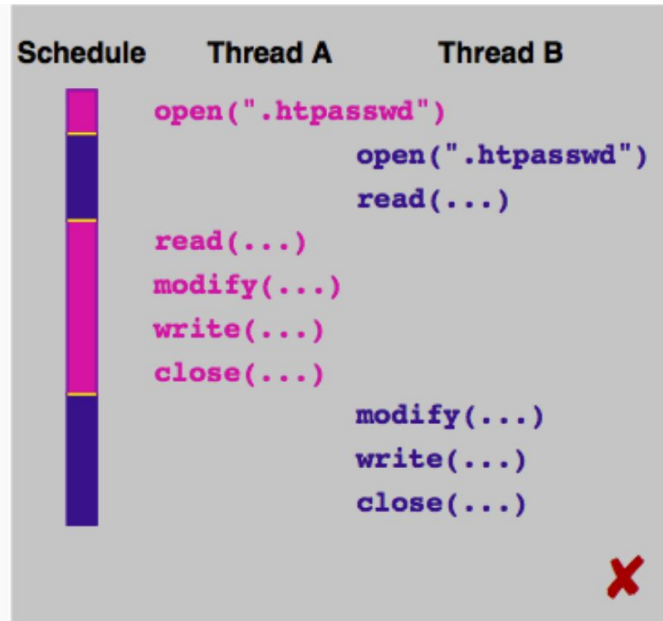 Schedule Thread A Thread B
open(".htpasswd")
open(".htpasswd")
read(...)
read(...)
modify(...)
write(...)
close(...)
modify(...)
write(...)
close(...)